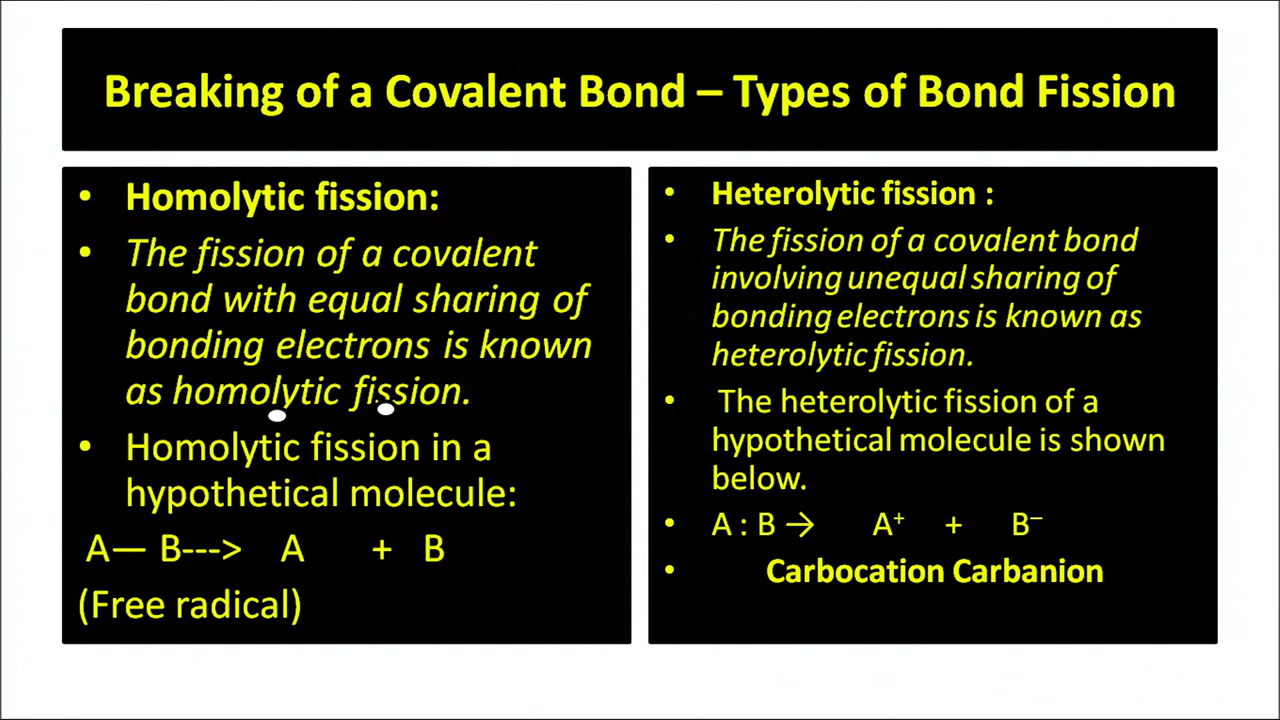 Breaking of a Covalent Bond – Types of Bond Fission
• Homolytic fission:
• The fission of a covalent
bond with equal sharing of
bonding electrons is known
as homolytic fission.
• Homolytic fission in a
hypothetical molecule:
A— B---> A + B
(Free radical)
• Heterolytic fission :
• The fission of a covalent bond
involving unequal sharing of
bonding electrons is known as
heterolytic fission.
• The heterolytic fission of a
hypothetical molecule is shown
below.
• A : B → A⁺ + B⁻
• Carbocation Carbanion